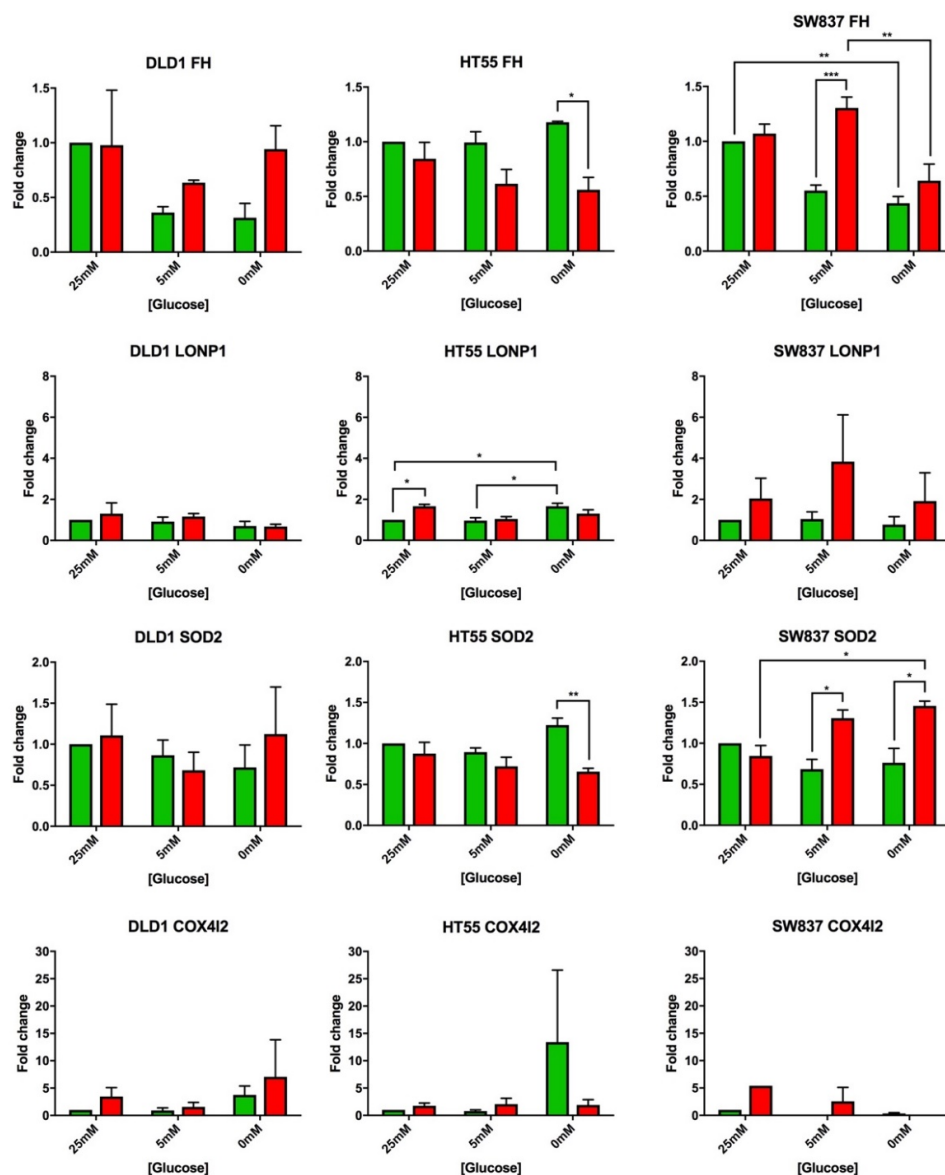 DLD1 FH
Fold change
1.5
1.0
0.5
0.0
25mM
5mM
0mM
[Glucose]
HT55 FH
Fold change
1.5
1.0
0.5
0.0
*
25mM
5mM
0mM
[Glucose]
SW837 FH
Fold change
1.5
1.0
0.5
0.0
**
**
***
25mM
5mM
0mM
[Glucose]
DLD1 LONP1
Fold change
8
6
4
2
0
25mM
5mM
0mM
[Glucose]
HT55 LONP1
Fold change
8
6
4
2
0
*
*
*
25mM
5mM
0mM
[Glucose]
SW837 LONP1
Fold change
8
6
4
2
0
25mM
5mM
0mM
[Glucose]
DLD1 SOD2
Fold change
2.0
1.5
1.0
0.5
0.0
25mM
5mM
0mM
[Glucose]
HT55 SOD2
Fold change
2.0
1.5
1.0
0.5
0.0
**
25mM
5mM
0mM
[Glucose]
SW837 SOD2
Fold change
2.0
1.5
1.0
0.5
0.0
*
*
*
25mM
5mM
0mM
[Glucose]
DLD1 COX4I2
Fold change
30
25
20
15
10
5
0
25mM
5mM
0mM
[Glucose]
HT55 COX4I2
Fold change
30
25
20
15
10
5
0
25mM
5mM
0mM
[Glucose]
SW837 COX4I2
Fold change
30
25
20
15
10
5
0
25mM
5mM
0mM
[Glucose]